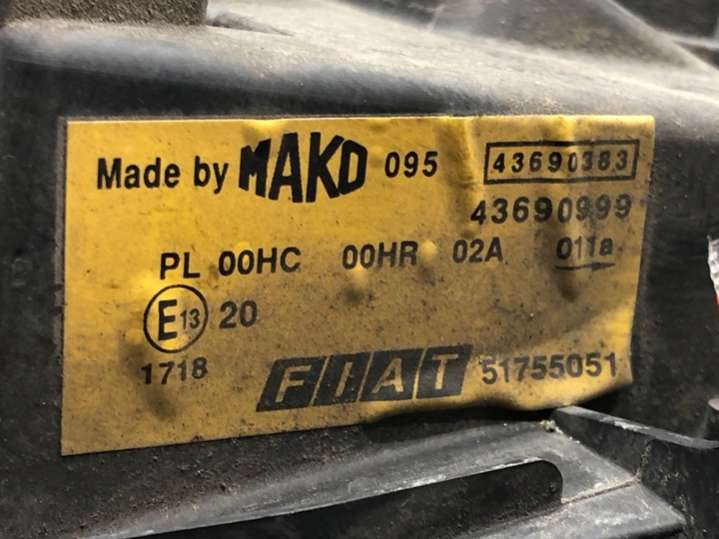 Made by MAKO 095 43690383
43690999
PL 00HC 00HR 02A 011a
E13 20
1718 FIAT 51755051